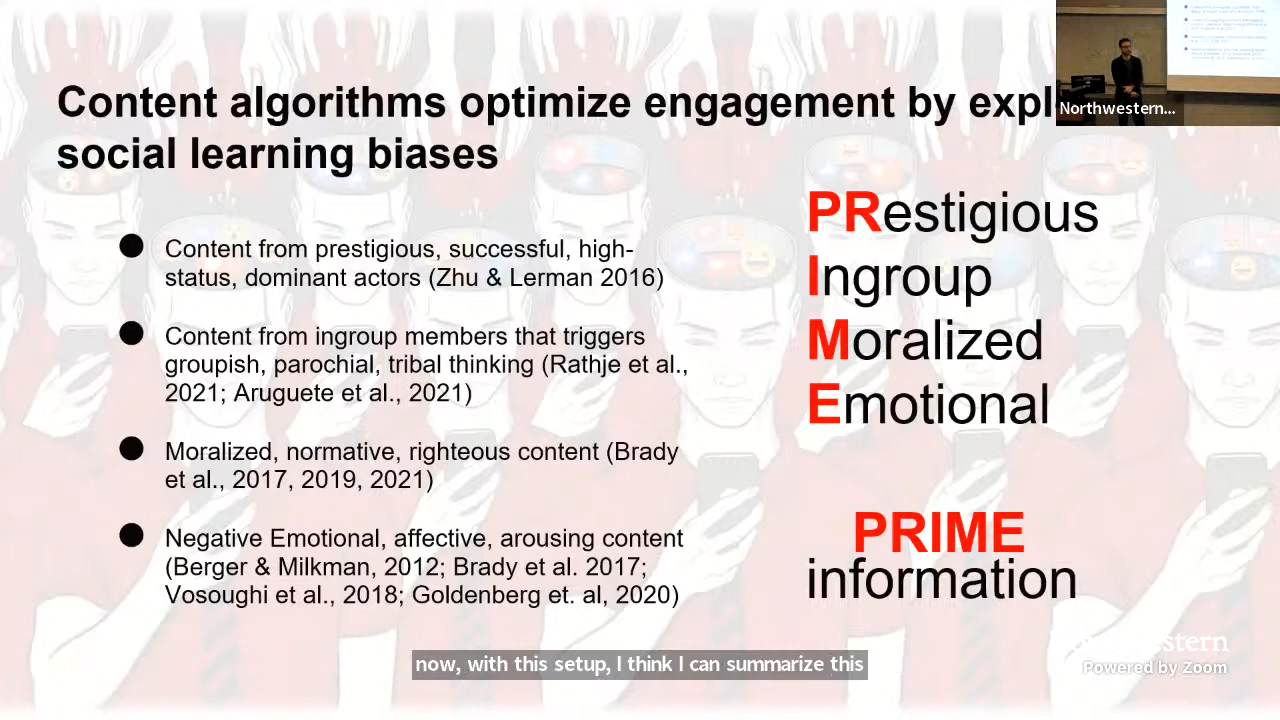 Content algorithms optimize engagement by expl
social learning biases
Content from prestigious, successful, high-
status, dominant actors (Zhu & Lerman 2016)
Content from ingroup members that triggers
groupish, parochial, tribal thinking (Rathje et al.,
2021; Aruguete et al., 2021)
Moralized, normative, righteous content (Brady
et al., 2017, 2019, 2021)
Negative Emotional, affective, arousing content
(Berger & Milkman, 2012; Brady et al. 2017;
Vosoughi et al., 2018; Goldenberg et. al, 2020)
PRestigious
Ingroup
Moralized
Emotional
PRIME
information
Northwestern...
now, with this setup, I think I can summarize this
Powered by Zoom